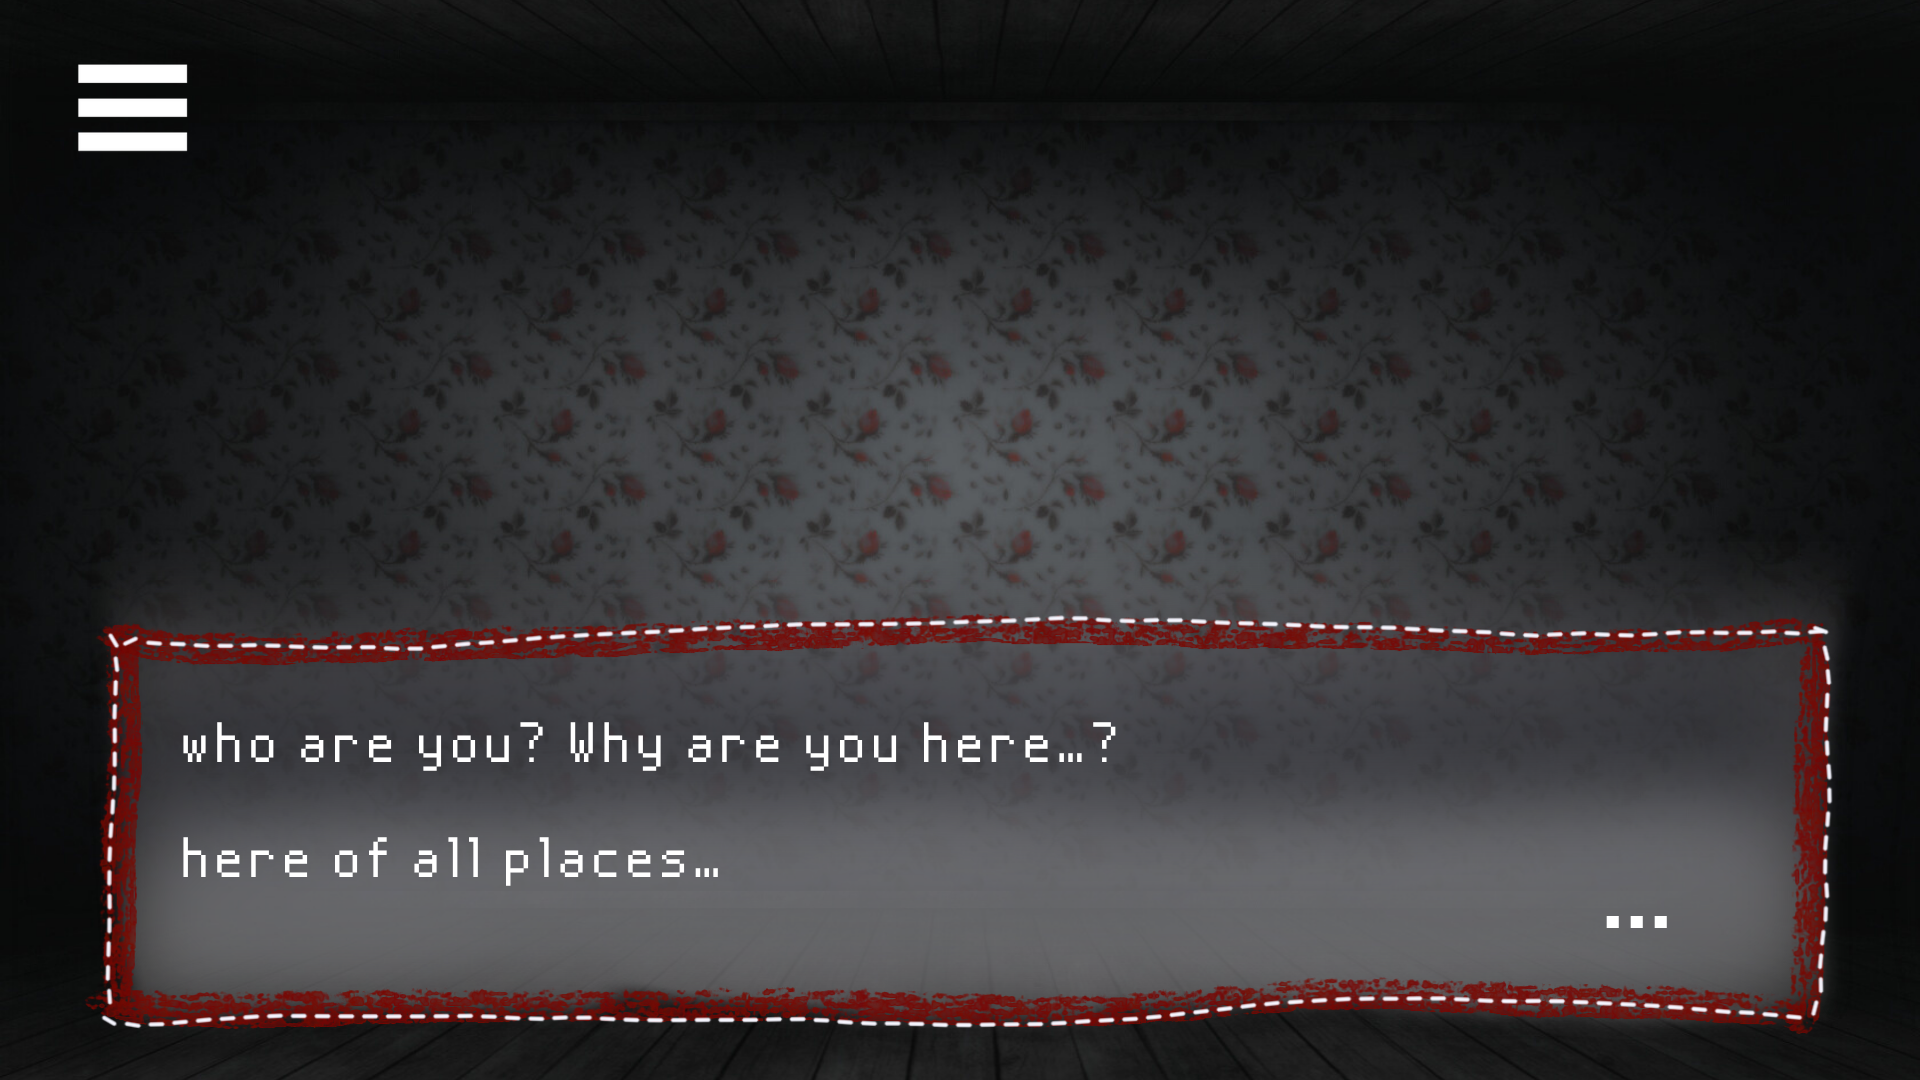 who are you? Why are you here…?
here of all places…
...